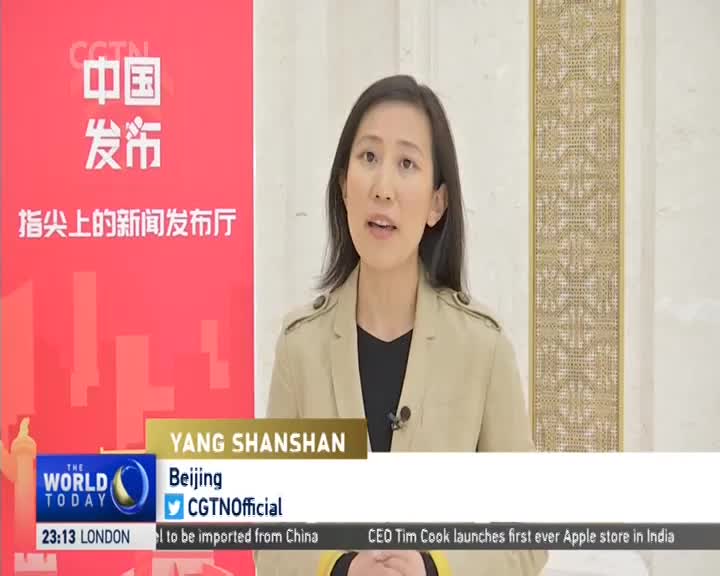 CGTN
中国
发布
指尖上的新闻发布厅
YANG SHANSHAN
Beijing
CGTNOfficial
THE
WORLD
TODAY
23:13 LONDON
to be imported from China CEO Tim Cook launches first ever Apple store in India